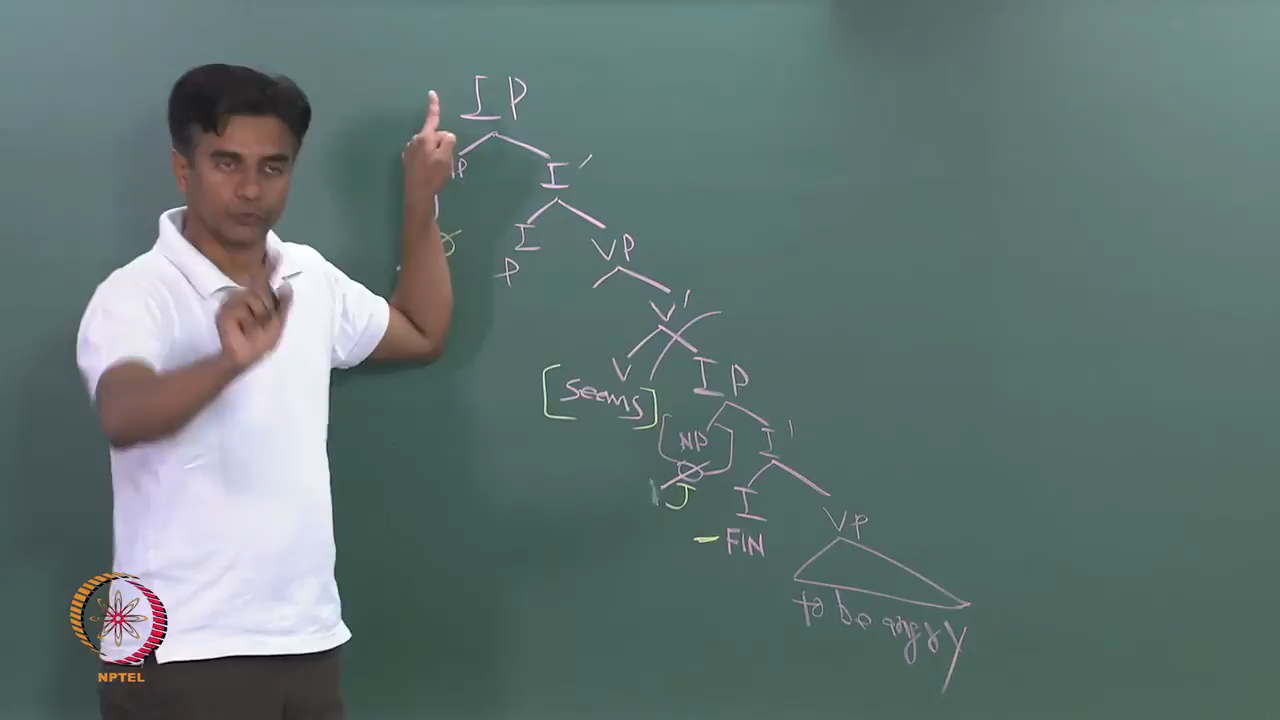 IP
P I'
I VP
P
V'
V IP
[seems]
[NP] I'
J I
VP
-FIN
to be angry
NPTEL